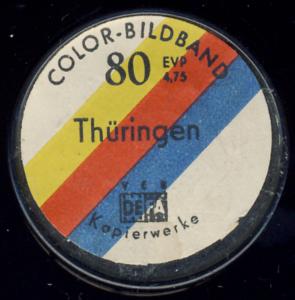 COLOR-BILDBAND
80 EVP 4,75
Thüringen
VEB
DEFA
Kopierwerke